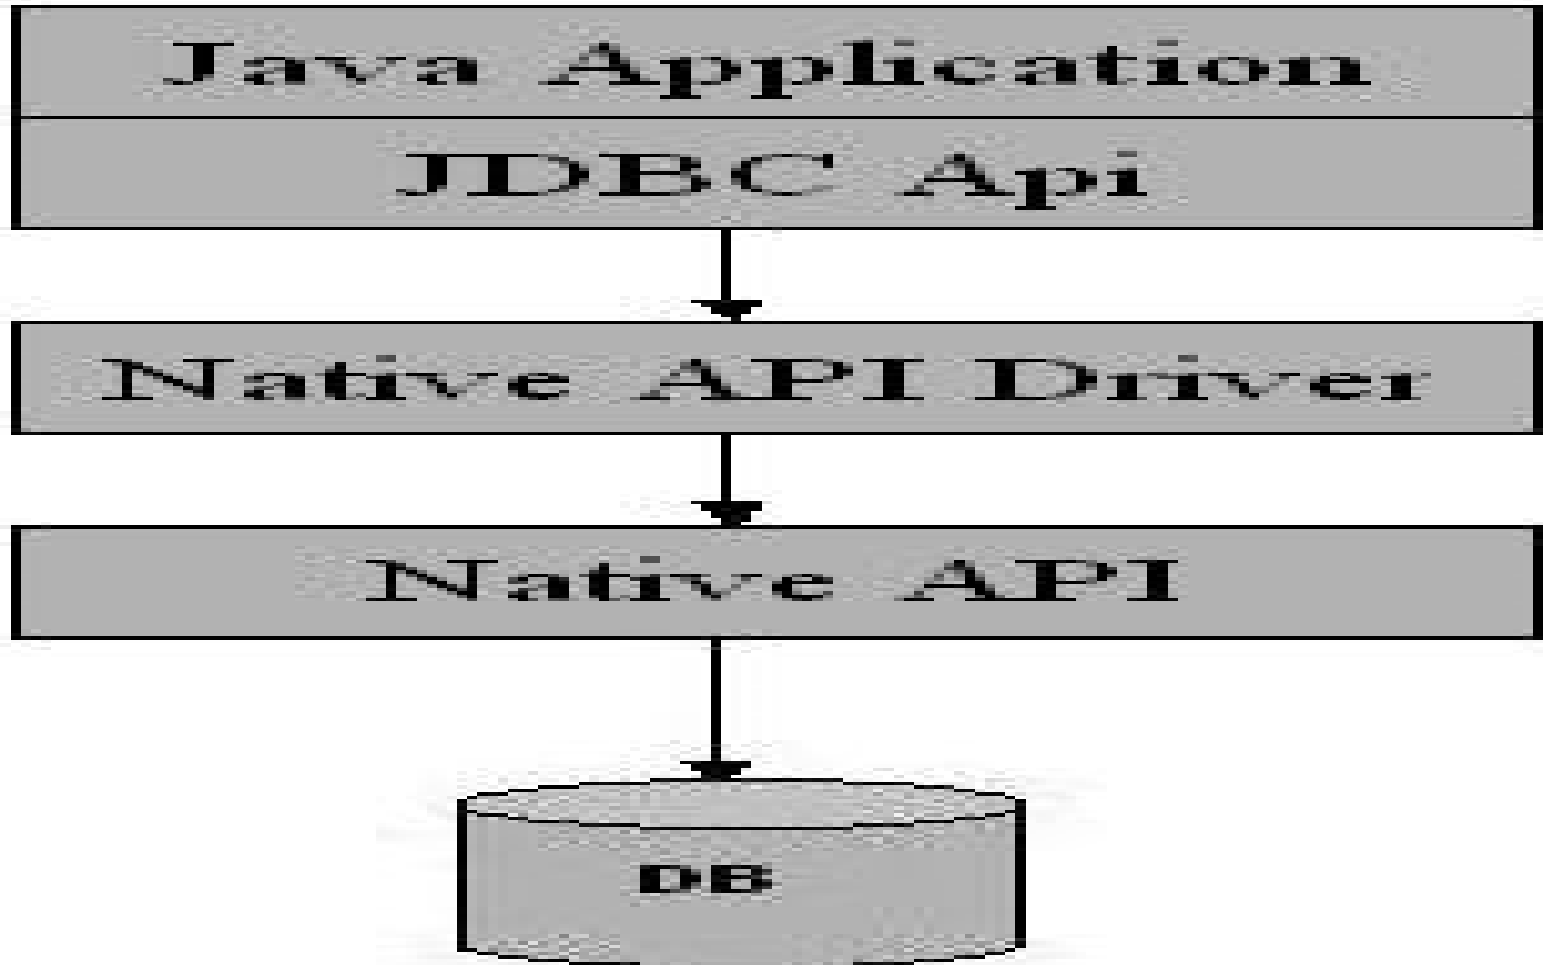 Java Application
JDBC Api
Native API Driver
Native API
DB